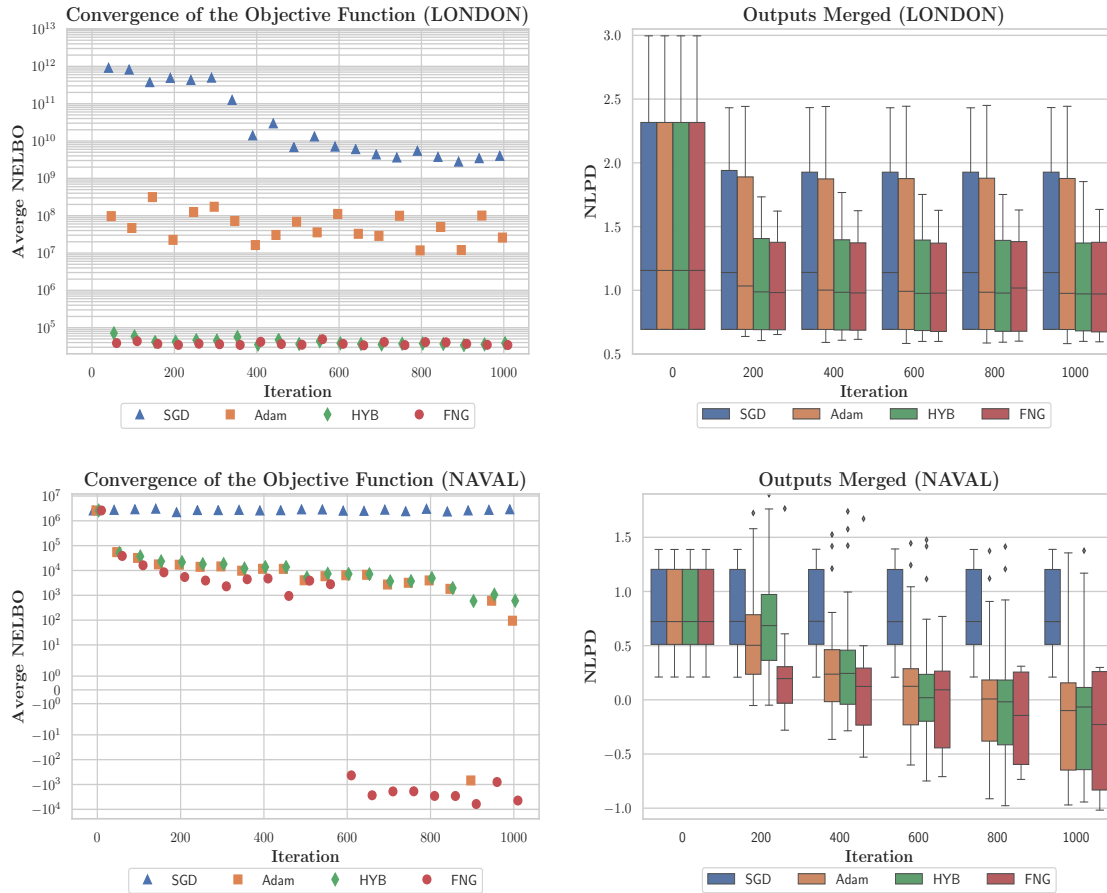 Convergence of the Objective Function (LONDON)
10^13
10^12
10^11
10^10
10^9
10^8
10^7
10^6
10^5
Averge NELBO
0 200 400 600 800 1000
Iteration
SGD Adam HYB FNG
Outputs Merged (LONDON)
3.0
2.5
2.0
1.5
1.0
0.5
NLPD
0 200 400 600 800 1000
Iteration
SGD Adam HYB FNG
Convergence of the Objective Function (NAVAL)
10^7
10^6
10^5
10^4
10^3
10^2
10^1
10^0
0
−10^0
−10^1
−10^2
−10^3
−10^4
Averge NELBO
0 200 400 600 800 1000
Iteration
SGD Adam HYB FNG
Outputs Merged (NAVAL)
1.5
1.0
0.5
0.0
−0.5
−1.0
NLPD
0 200 400 600 800 1000
Iteration
SGD Adam HYB FNG